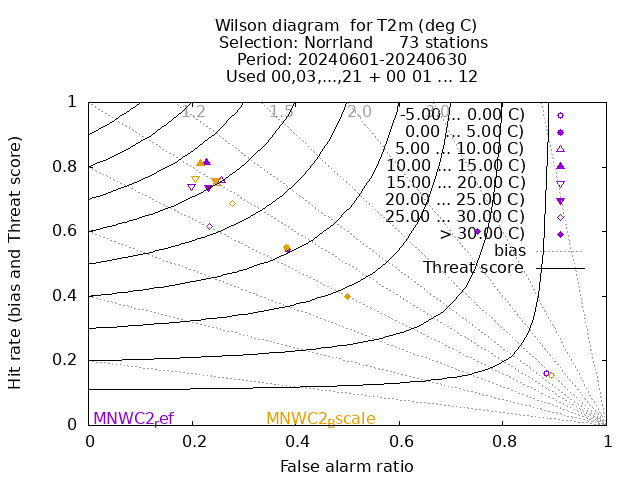 Wilson diagram  for T2m (deg C)
Selection: Norrland     73 stations
Period: 20240601-20240630
Used 00,03,...,21 + 00 01 ... 12
Hit rate (bias and Threat score)
1
0.8
0.6
0.4
0.2
0
1.2
1.5
2.0
3.0
-5.00 ... 0.00 C)
0.00 ... 5.00 C)
5.00 ... 10.00 C)
10.00 ... 15.00 C)
15.00 ... 20.00 C)
20.00 ... 25.00 C)
25.00 ... 30.00 C)
> 30.00 C)
bias
Threat score
MNWC2ref
MNWC2Bscale
0
0.2
0.4
0.6
0.8
1
False alarm ratio